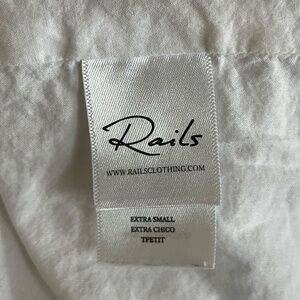 Rails
WWW.RAILSCLOTHING.COM
EXTRA SMALL
EXTRA CHICO
TPETIT